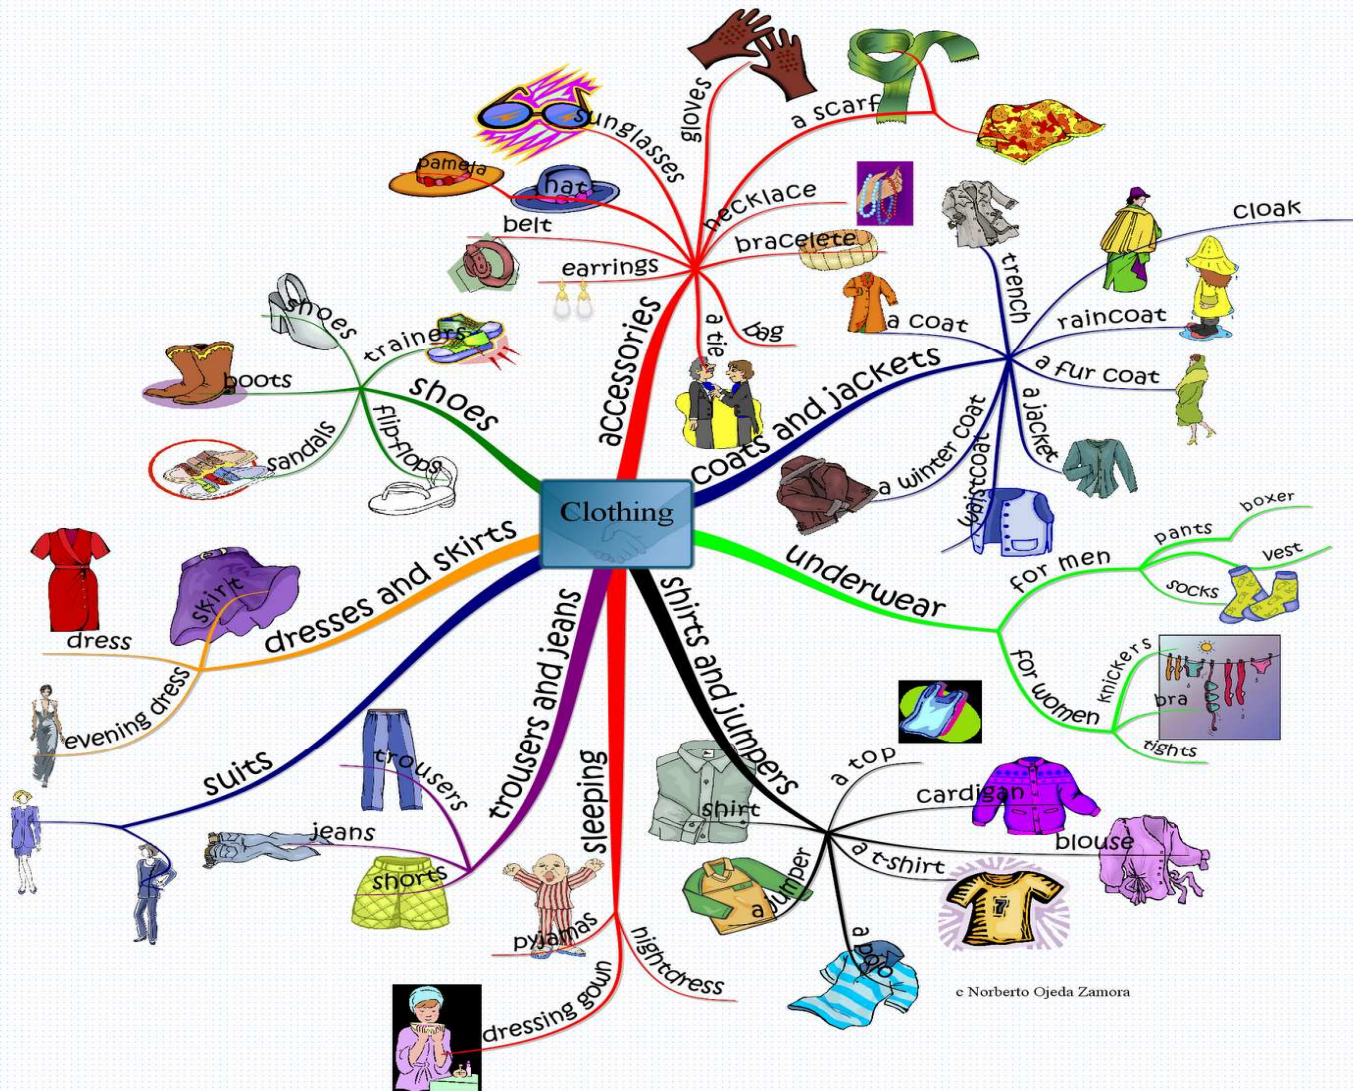 Clothing
accessories
gloves
a scarf
sunglasses
pamela
hat
necklace
belt
bracelete
earrings
a tie
bag
coats and jackets
trench
cloak
raincoat
a coat
a fur coat
a jacket
waistcoat
a winter coat
underwear
for men
pants
boxer
vest
socks
for women
knickers
bra
tights
shirts and jumpers
a top
cardigan
blouse
a t-shirt
7
a polo
a jumper
shirt
sleeping
pyjamas
nightdress
dressing gown
trousers and jeans
trousers
jeans
shorts
suits
dresses and skirts
skirt
dress
evening dress
shoes
shoes
trainers
boots
sandals
flip-flops
c Norberto Ojeda Zamora